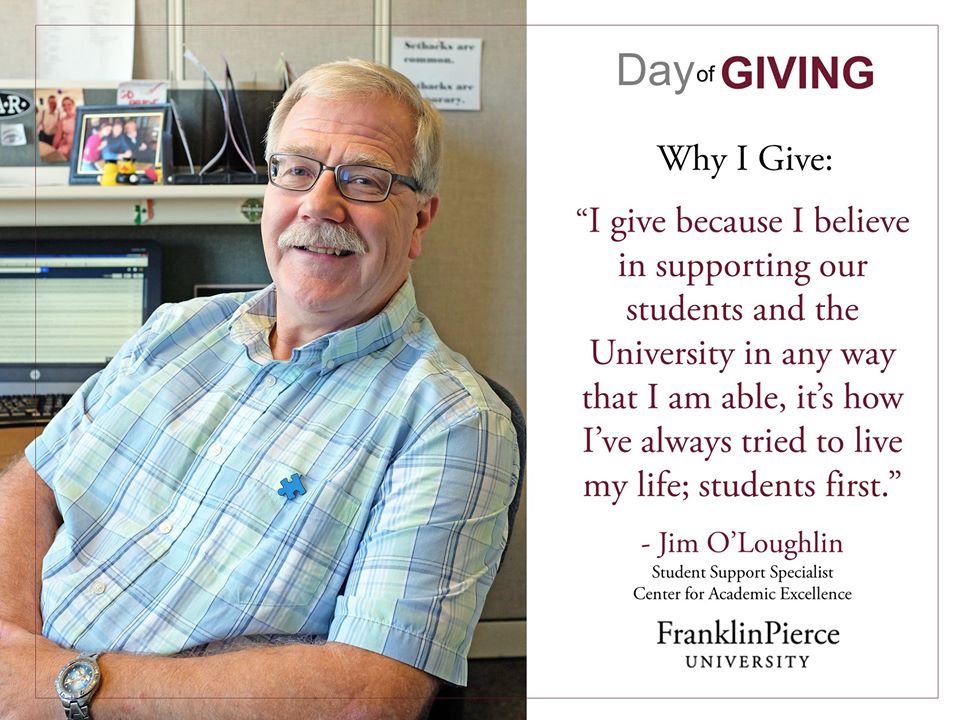 Setbacks are
common.
Setbacks are
Day of GIVING
Why I Give:
“I give because I believe
in supporting our
students and the
University in any way
that I am able, it’s how
I’ve always tried to live
my life; students first.”
- Jim O’Loughlin
Student Support Specialist
Center for Academic Excellence
FranklinPierce
UNIVERSITY